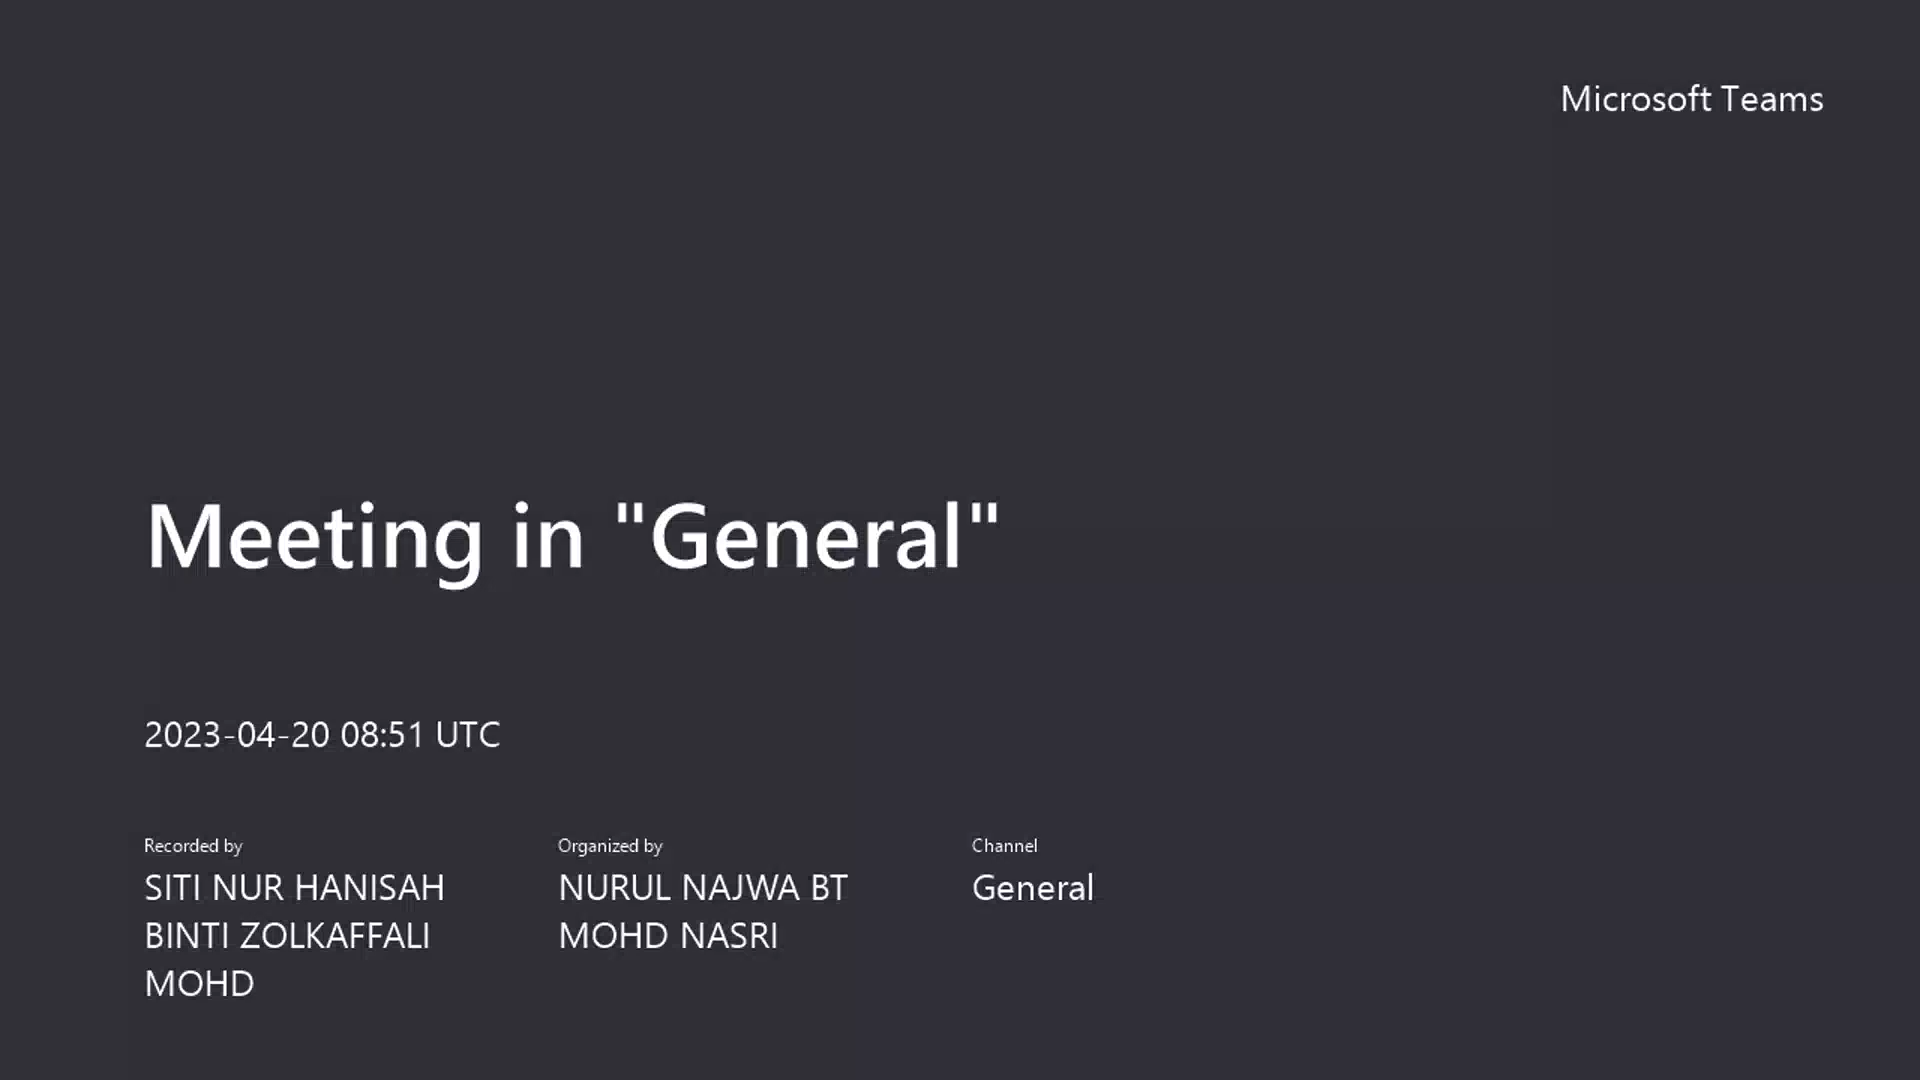 Microsoft Teams
Meeting in "General"
2023-04-20 08:51 UTC
Recorded by
SITI NUR HANISAH
BINTI ZOLKAFFALI
MOHD
Organized by
NURUL NAJWA BT
MOHD NASRI
Channel
General